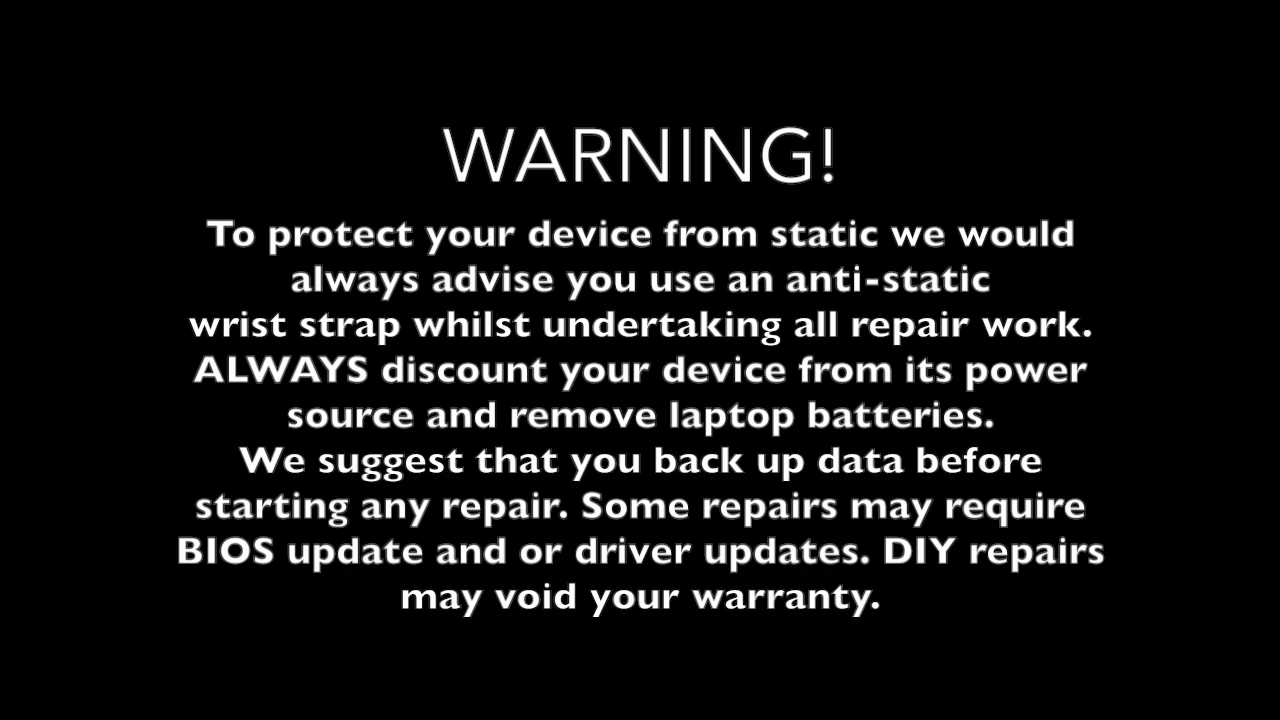 WARNING!
To protect your device from static we would
always advise you use an anti-static
wrist strap whilst undertaking all repair work.
ALWAYS discount your device from its power
source and remove laptop batteries.
We suggest that you back up data before
starting any repair. Some repairs may require
BIOS update and or driver updates. DIY repairs
may void your warranty.